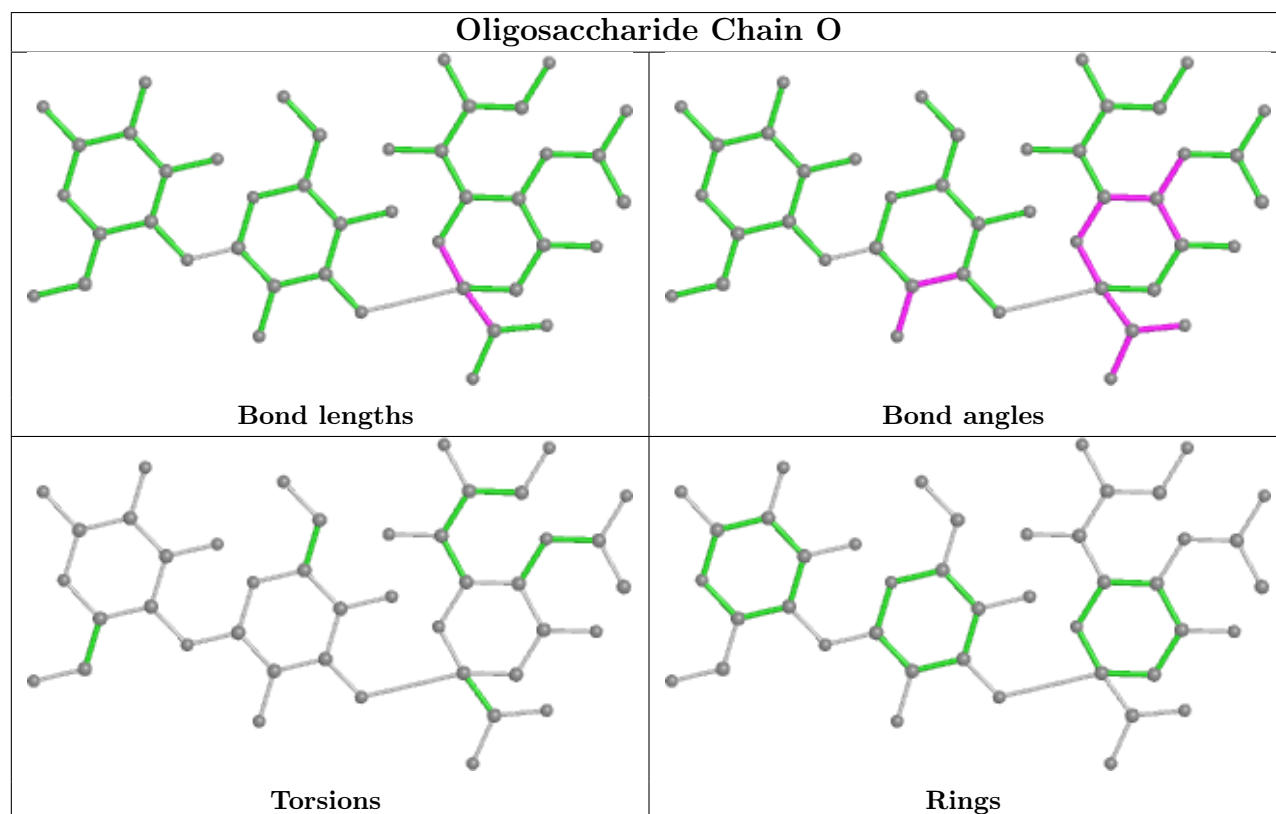 Oligosaccharide Chain O
Bond lengths
Bond angles
Torsions
Rings